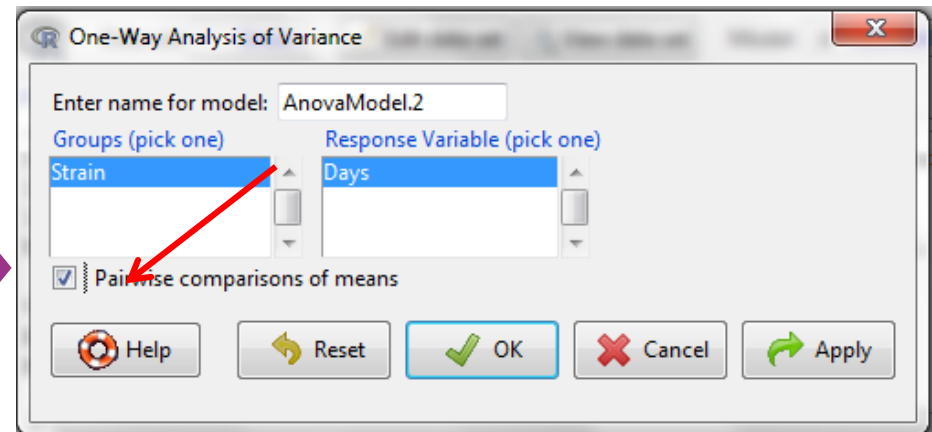 One-Way Analysis of Variance
Enter name for model: AnovaModel.2
Groups (pick one) Response Variable (pick one)
Strain Days
Pairwise comparisons of means
Help Reset OK Cancel Apply